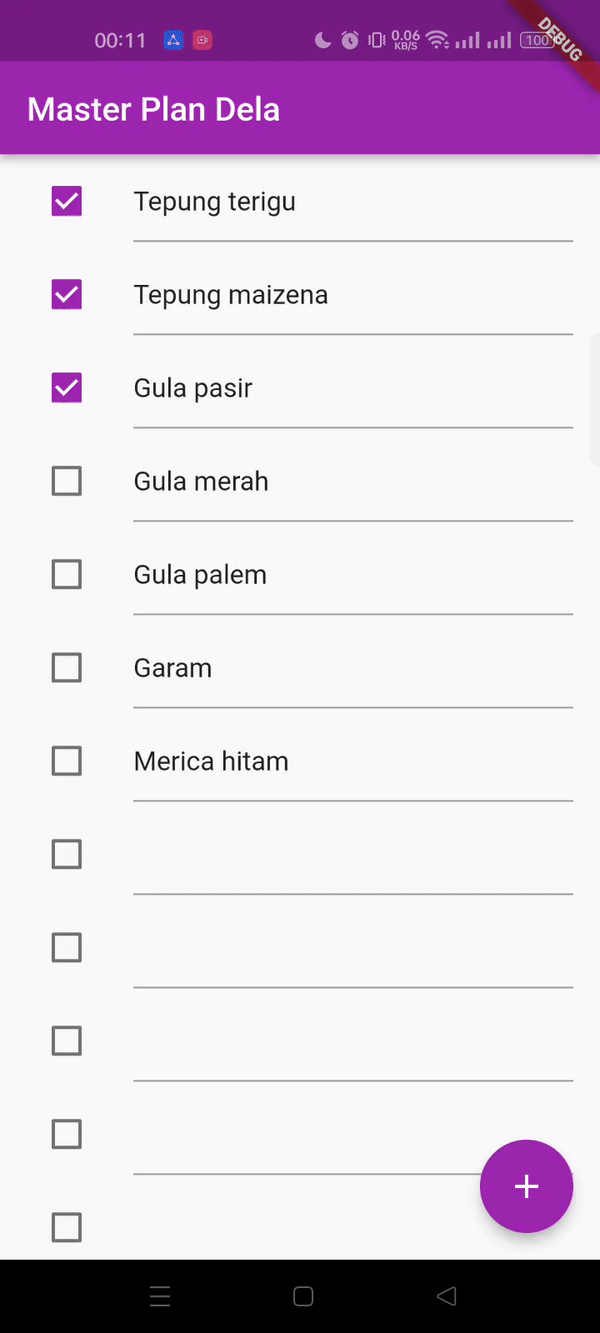 00:11
0.06
KB/S
100
DEBUG
Master Plan Dela
Tepung terigu
Tepung maizena
Gula pasir
Gula merah
Gula palem
Garam
Merica hitam